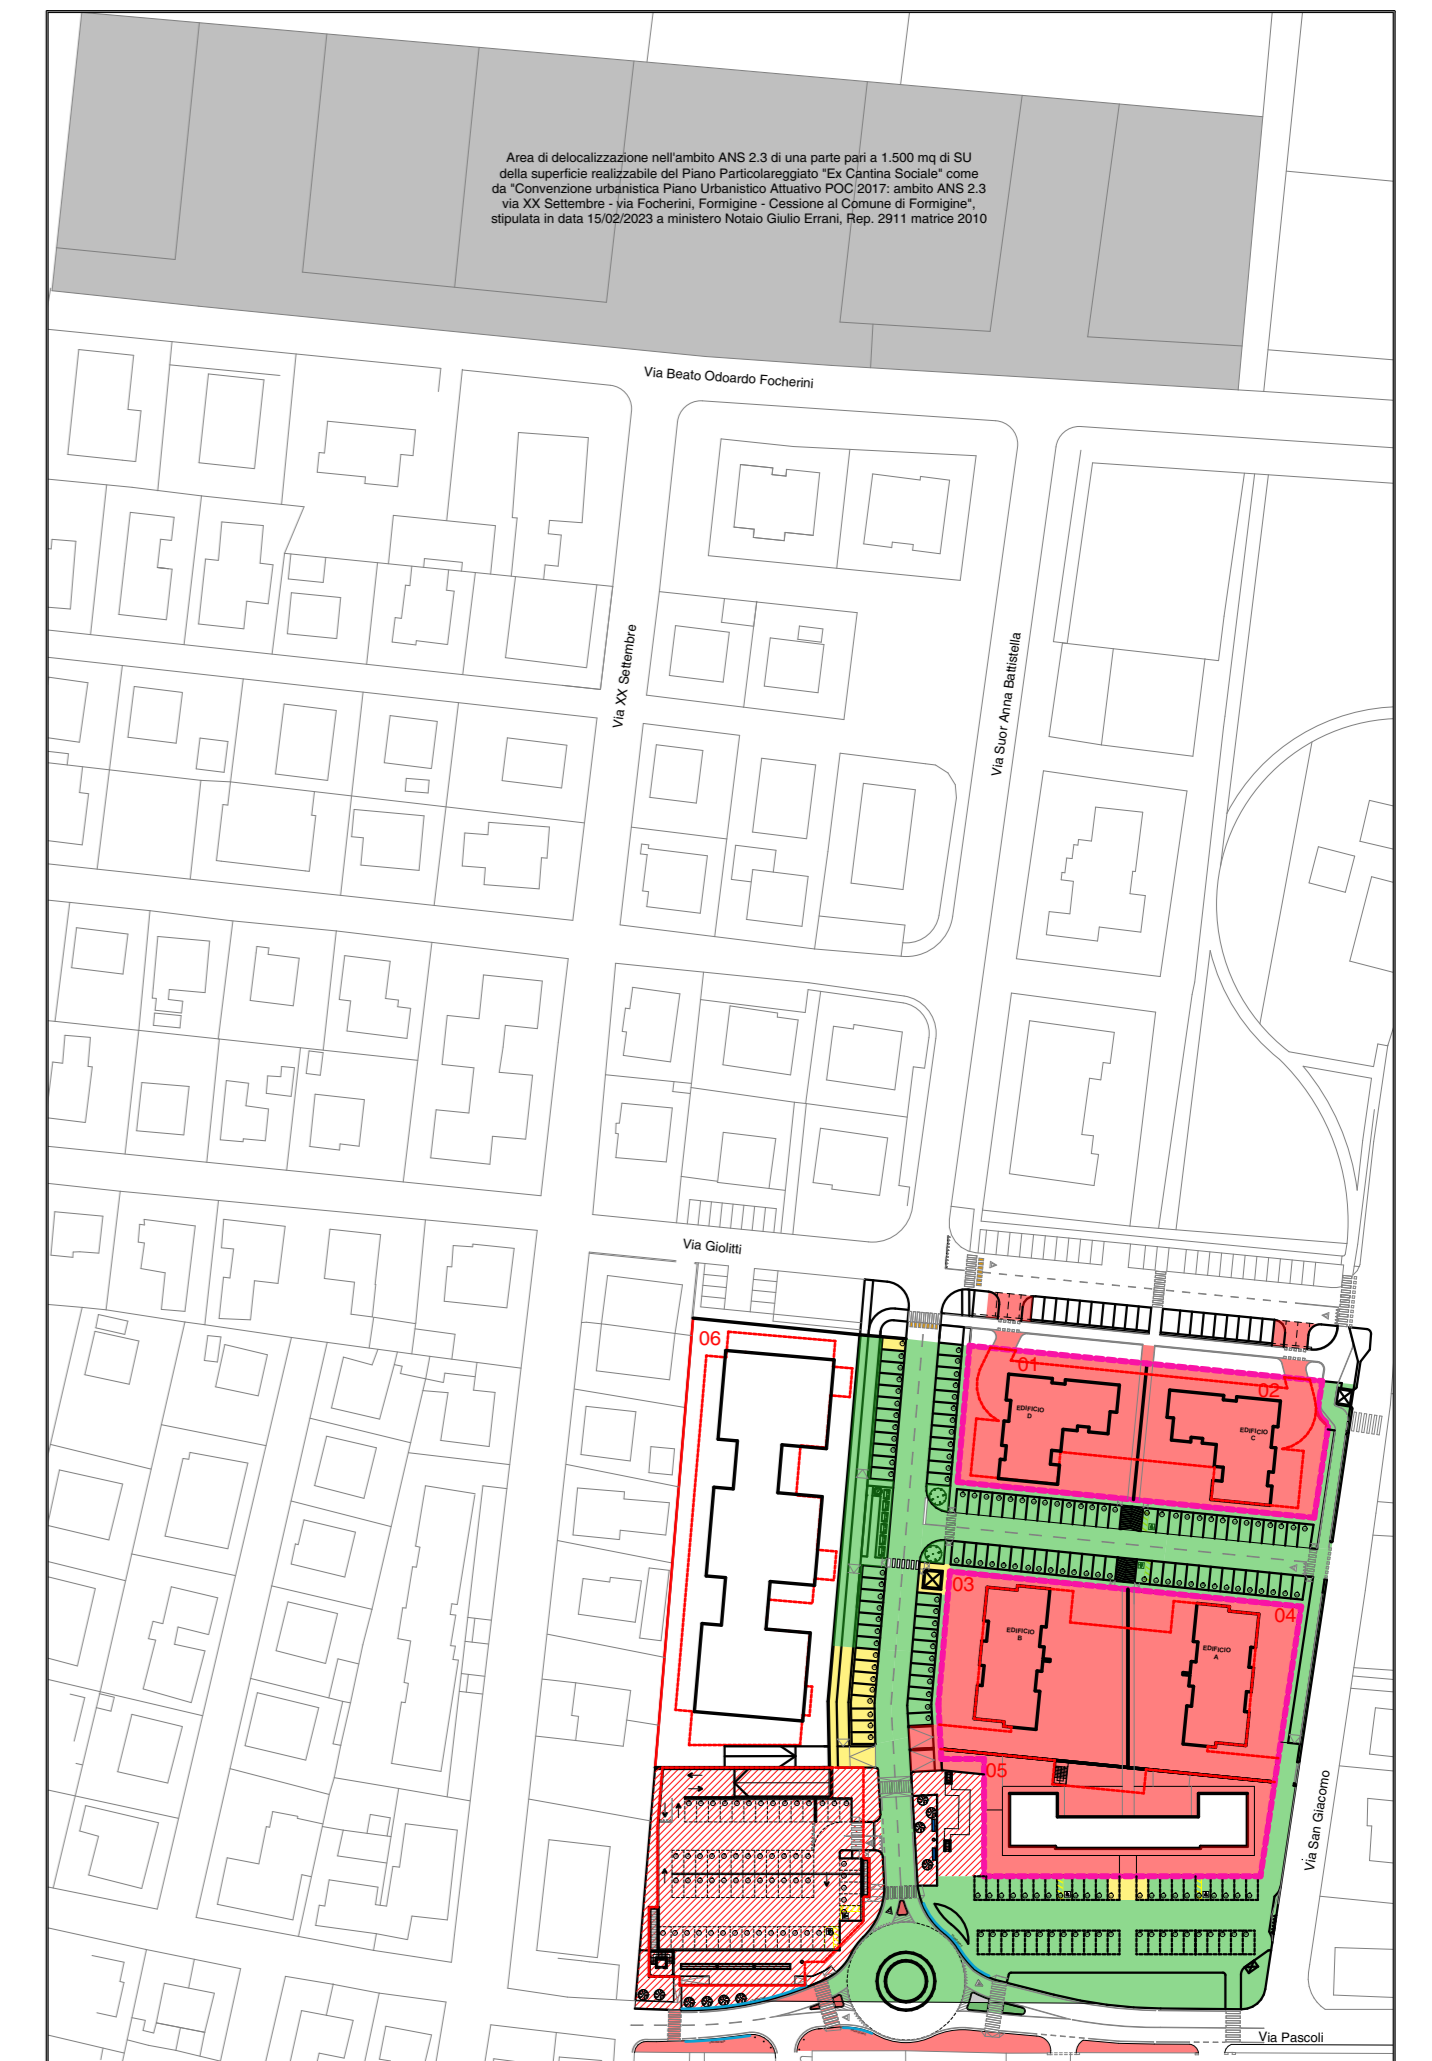 Area di delocalizzazione nell'ambito ANS 2.3 di una parte pari a 1.500 mq di SU
della superficie realizzabile del Piano Particolareggiato "Ex Cantina Sociale" come
da "Convenzione urbanistica Piano Urbanistico Attuativo POC 2017: ambito ANS 2.3
via XX Settembre - via Focherini, Formigine - Cessione al Comune di Formigine",
stipulata in data 15/02/2023 a ministero Notaio Giulio Errani, Rep. 2911 matrice 2010
Via Beato Odoardo Focherini
Via XX Settembre
Via Suor Anna Battistella
Via Giolitti
06
01
02
EDIFICIO
D
EDIFICIO
C
03
04
EDIFICIO
B
EDIFICIO
A
05
Via San Giacomo
Via Pascoli